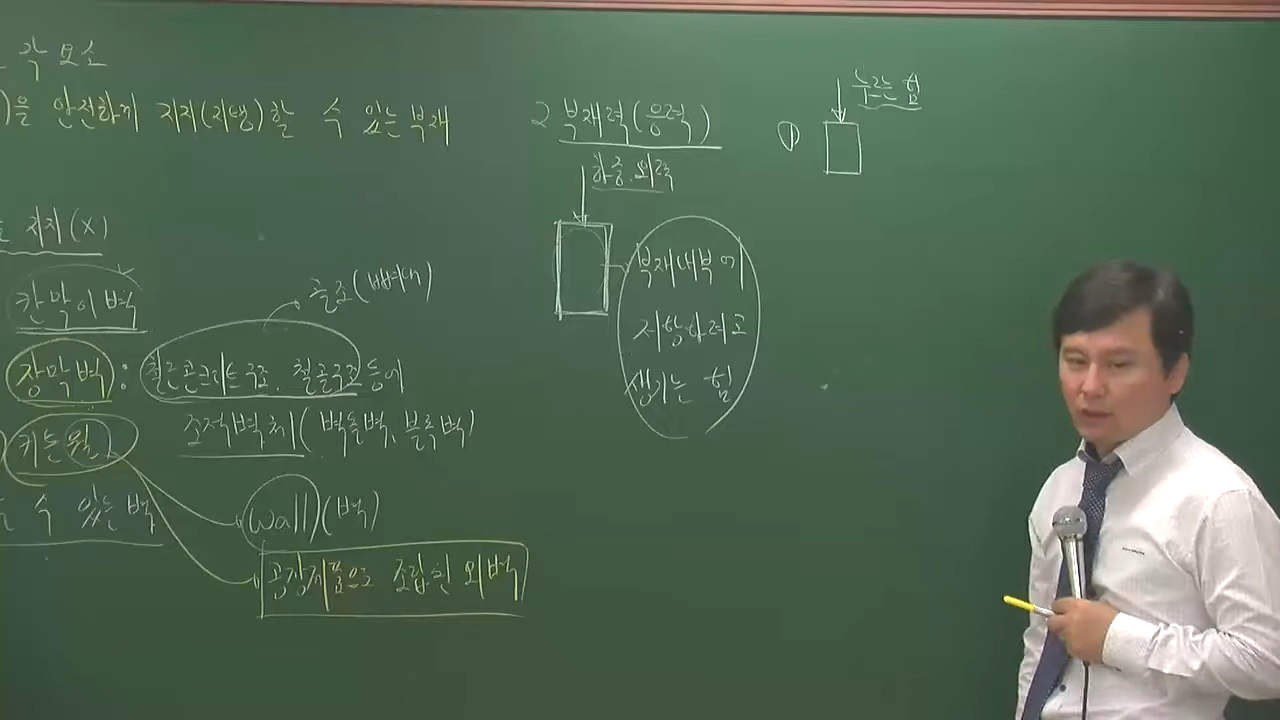 각 요소
)을 안전하게 지지(지탱)할 수 있는 부재
지지(X)
칸막이벽
장막벽 : 철근콘크리트구조, 철골구조 등에
골조(뼈대)
조적벽체(벽돌벽, 블록벽)
커튼월
수 있는 벽
wall(벽)
공장제품으로 조립된 외벽
2 부재력(응력)
하중, 외력
부재내부에
저항하려고
생기는 힘
①
누르는 힘